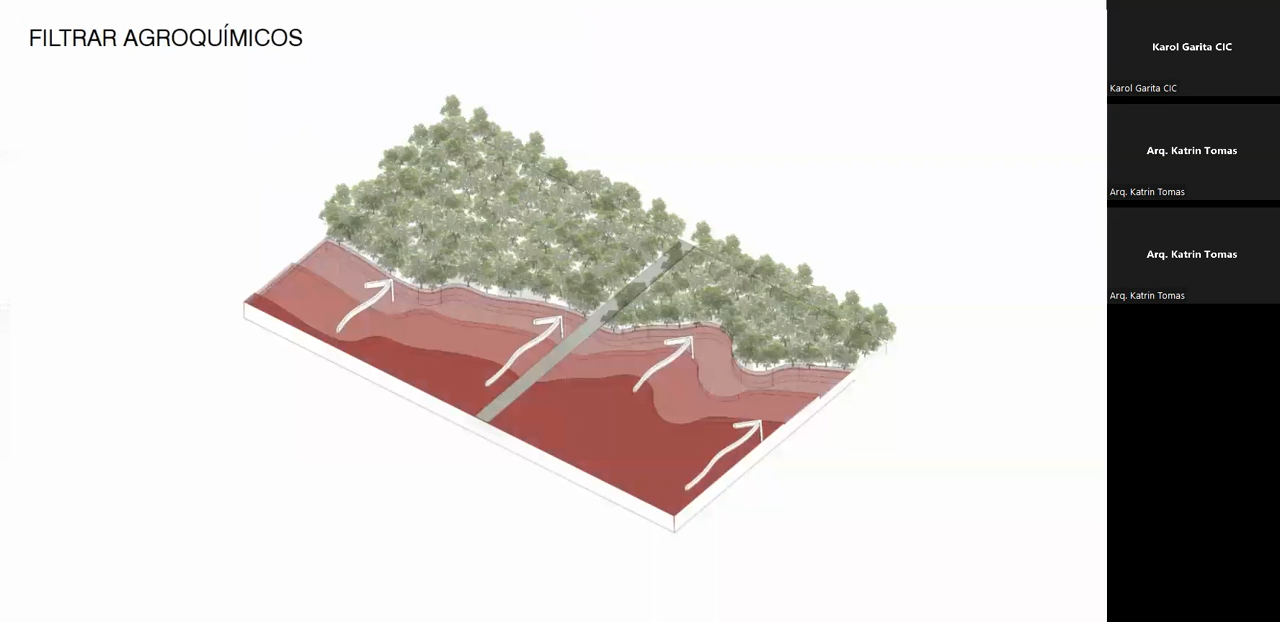 FILTRAR AGROQUÍMICOS
Karol Garita CIC
Karol Garita CIC
Arq. Katrin Tomas
Arq. Katrin Tomas
Arq. Katrin Tomas
Arq. Katrin Tomas